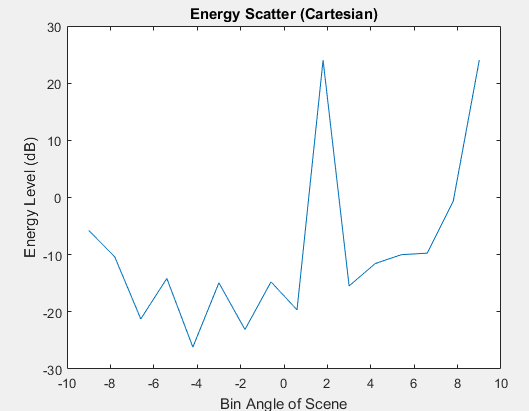 Energy Scatter (Cartesian)
30
20
10
0
-10
-20
-30
Energy Level (dB)
-10 -8 -6 -4 -2 0 2 4 6 8 10
Bin Angle of Scene